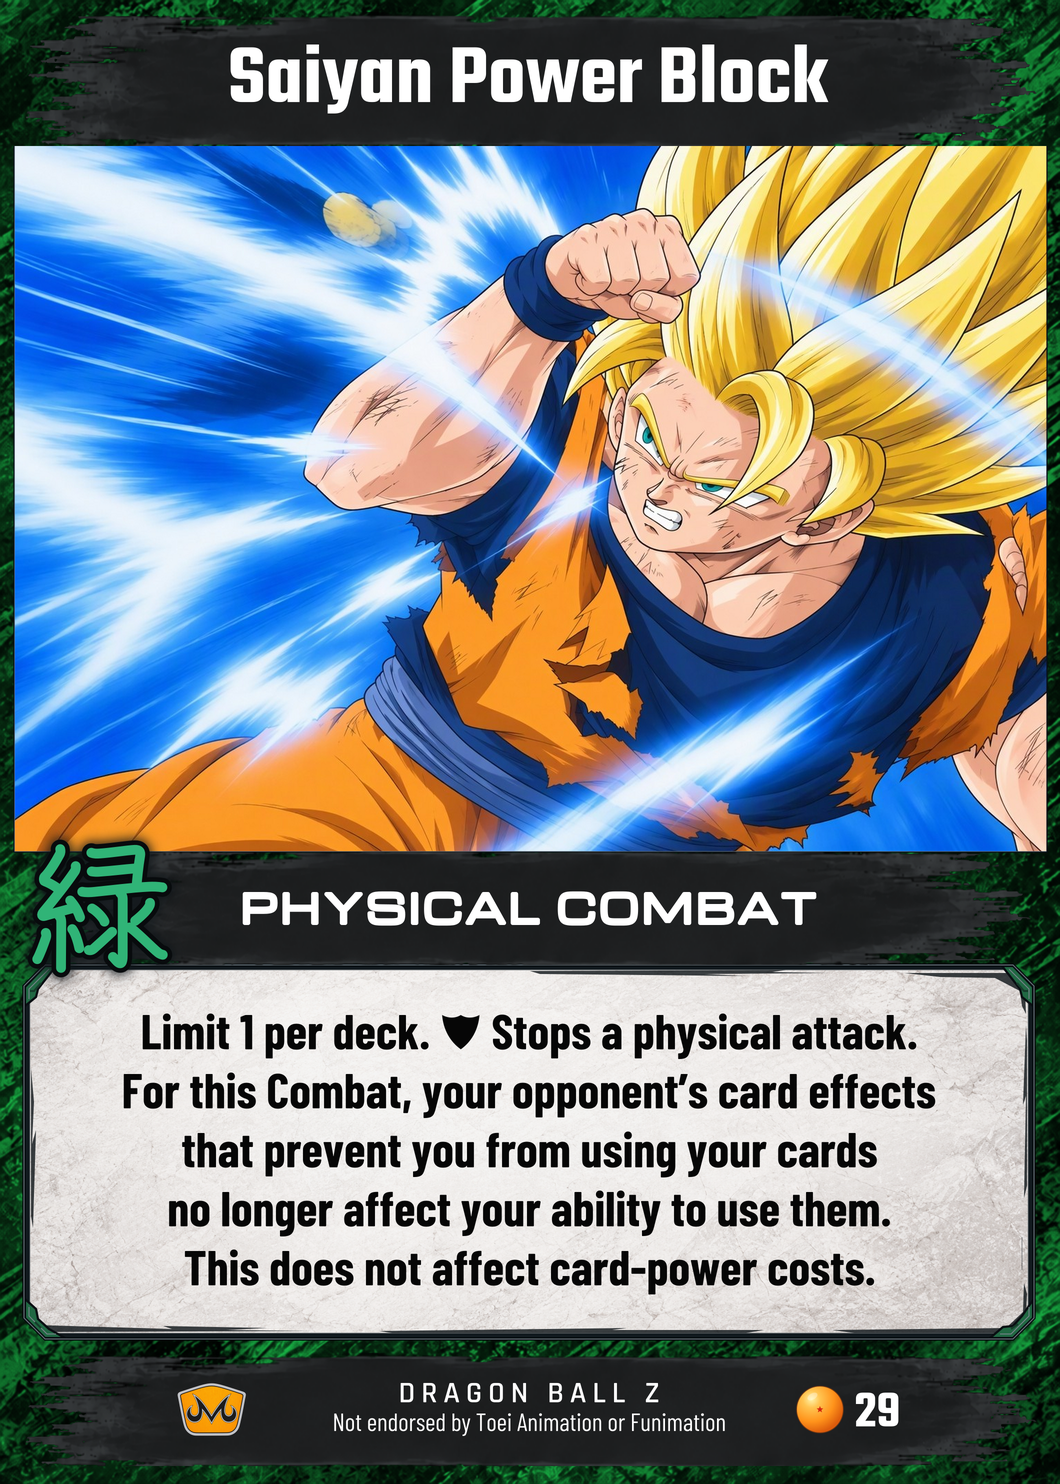 Saiyan Power Block
緑
PHYSICAL COMBAT
Limit 1 per deck. Stops a physical attack.
For this Combat, your opponent’s card effects
that prevent you from using your cards
no longer affect your ability to use them.
This does not affect card-power costs.
DRAGON BALL Z
Not endorsed by Toei Animation or Funimation
29